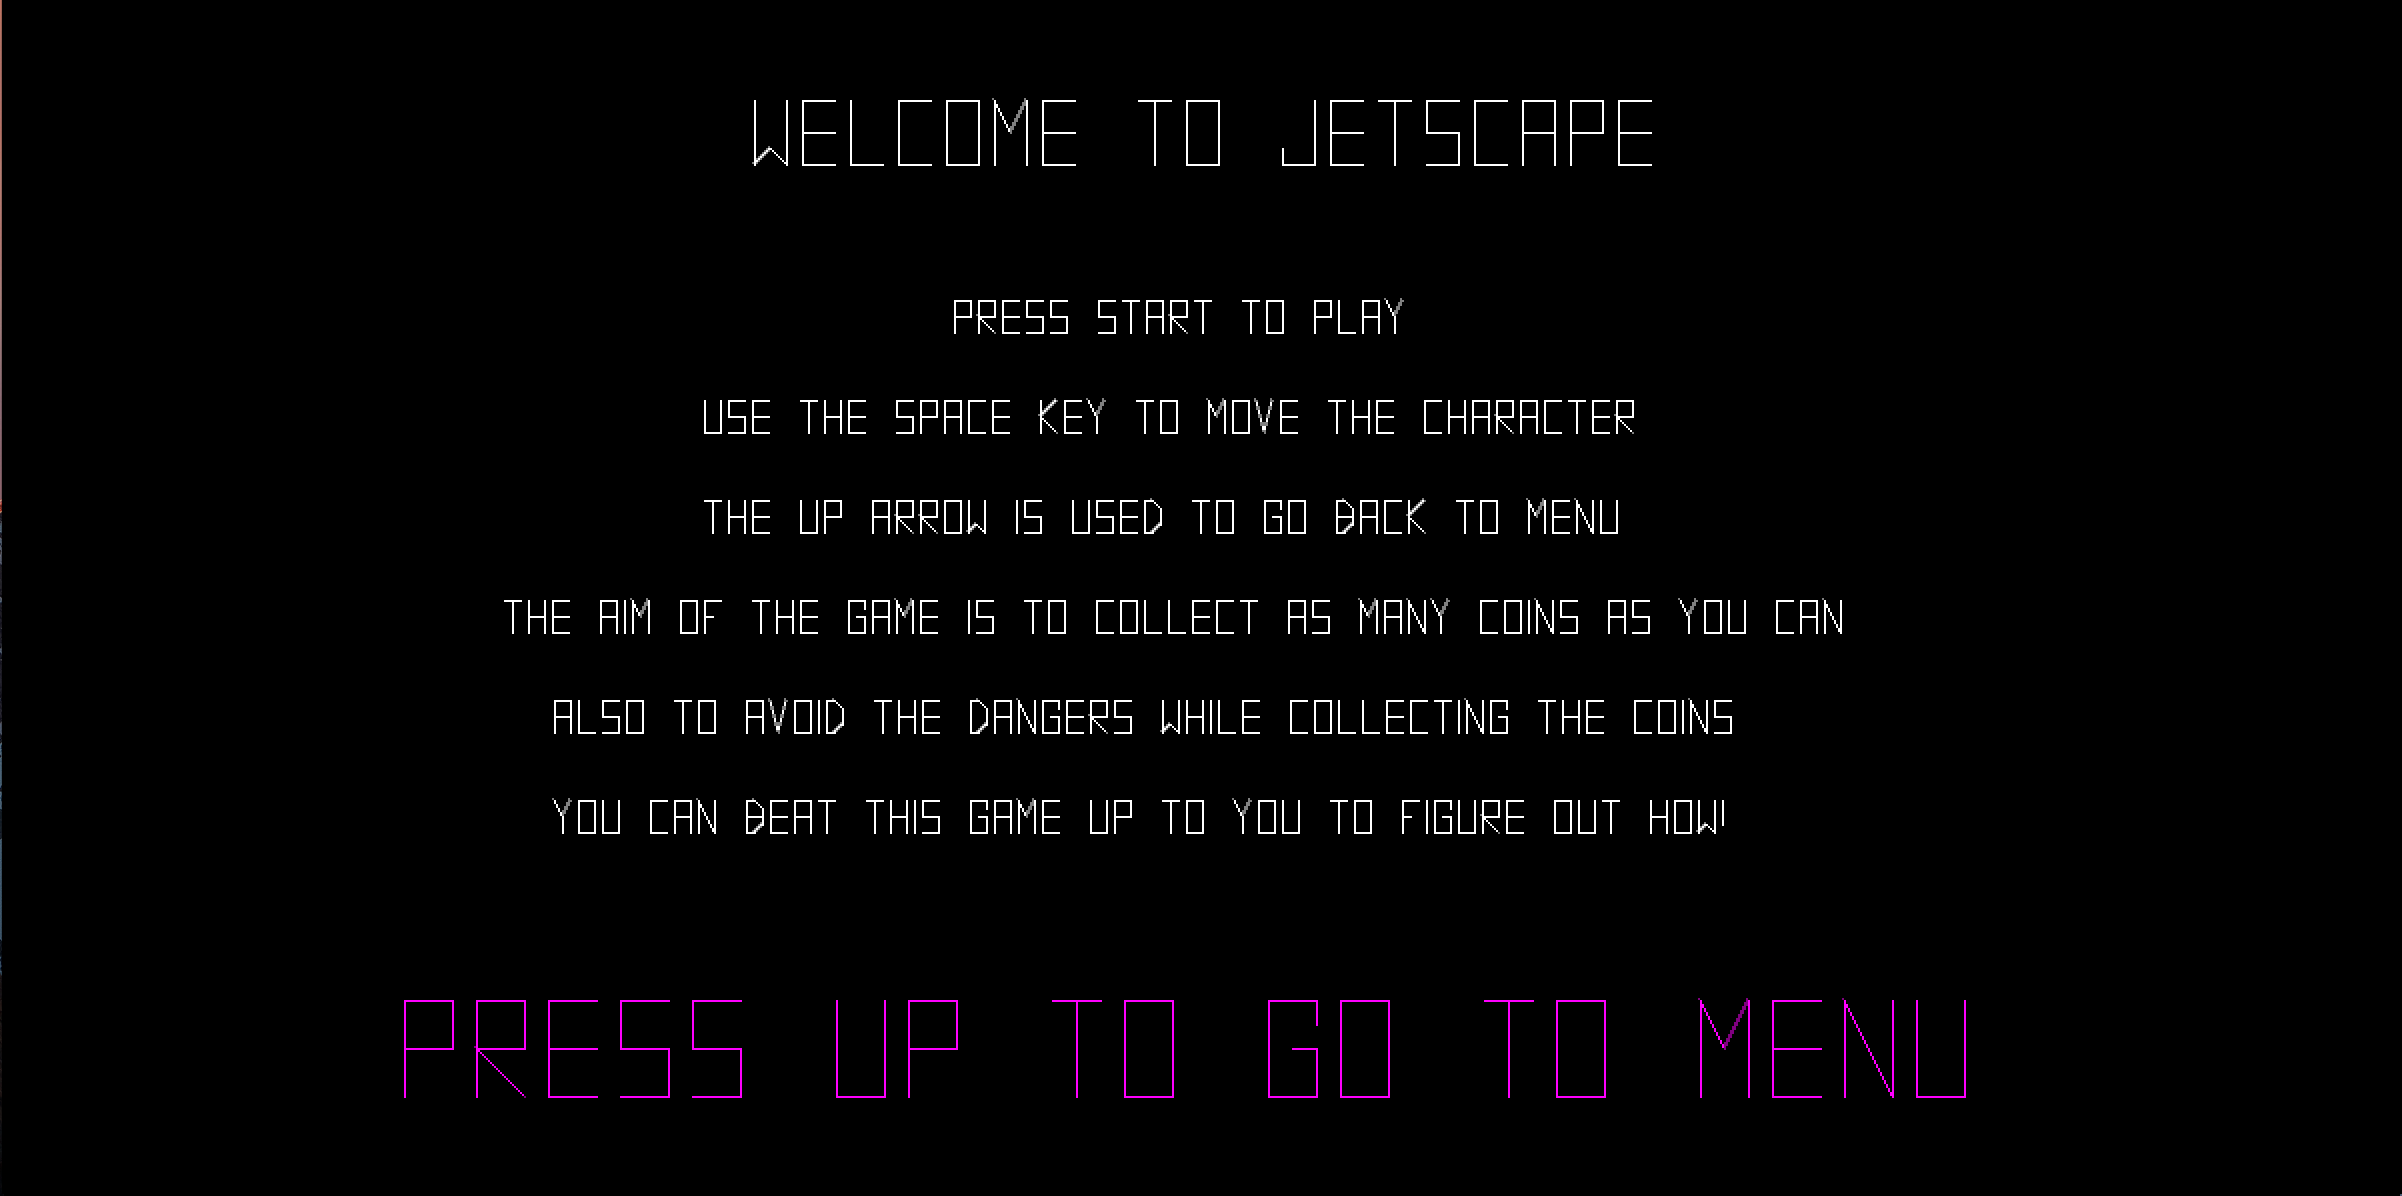 WELCOME TO JETSCAPE
PRESS START TO PLAY
USE THE SPACE KEY TO MOVE THE CHARACTER
THE UP ARROW IS USED TO GO BACK TO MENU
THE AIM OF THE GAME IS TO COLLECT AS MANY COINS AS YOU CAN
ALSO TO AVOID THE DANGERS WHILE COLLECTING THE COINS
YOU CAN BEAT THIS GAME UP TO YOU TO FIGURE OUT HOW!
PRESS UP TO GO TO MENU